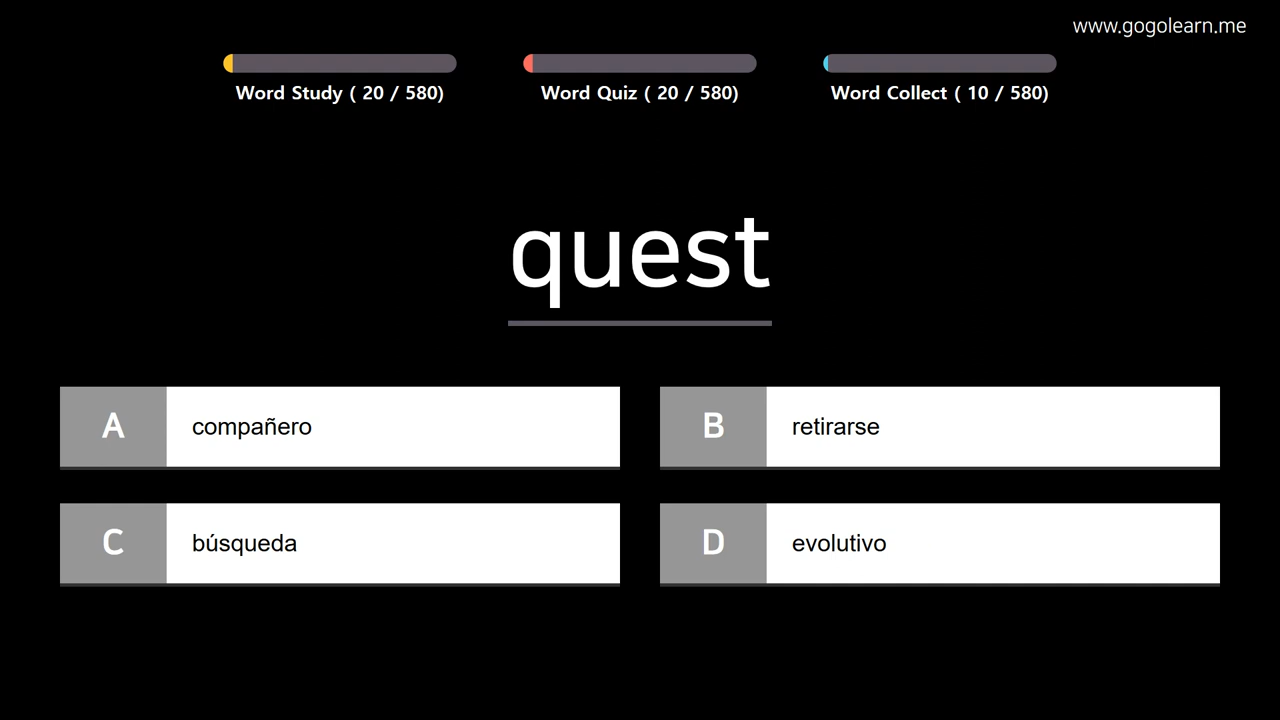 www.gogolearn.me
Word Study ( 20 / 580)
Word Quiz ( 20 / 580)
Word Collect ( 10 / 580)
quest
A compañero
B retirarse
C búsqueda
D evolutivo